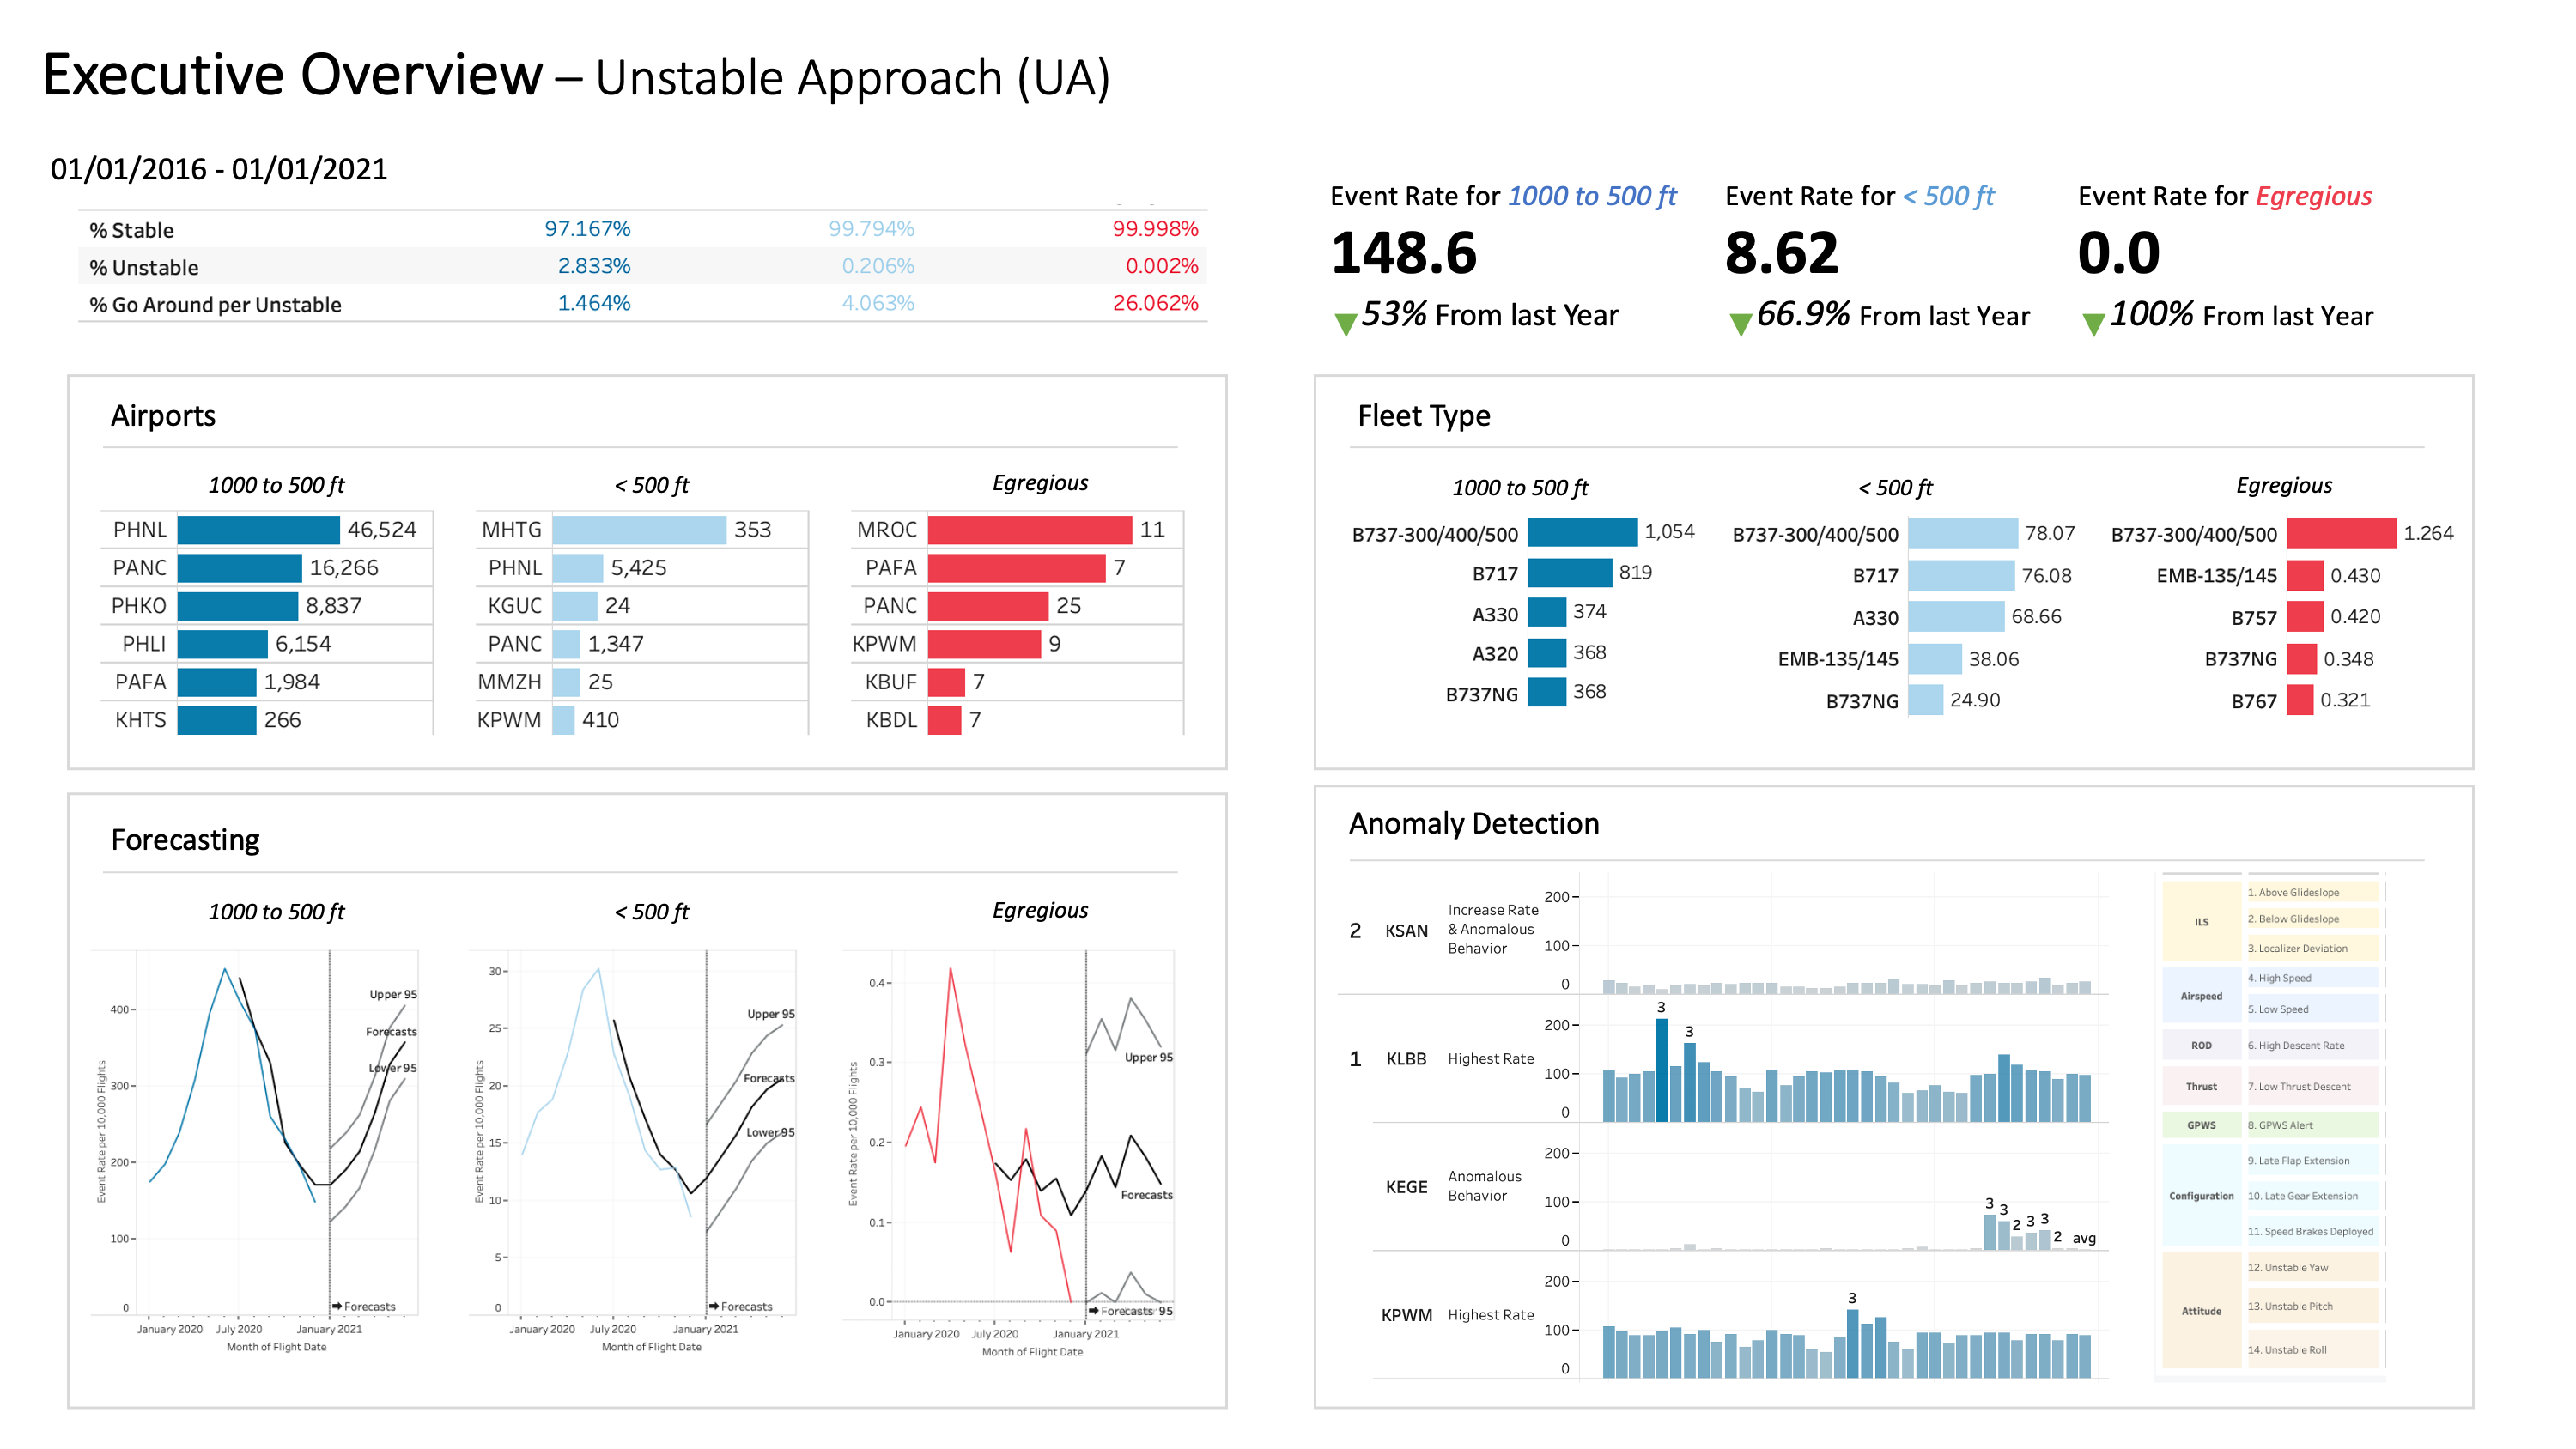 Executive Overview – Unstable Approach (UA)
01/01/2016 - 01/01/2021
% Stable 97.167% 99.794% 99.998%
% Unstable 2.833% 0.206% 0.002%
% Go Around per Unstable 1.464% 4.063% 26.062%
Event Rate for 1000 to 500 ft
148.6
▼53% From last Year
Event Rate for < 500 ft
8.62
▼66.9% From last Year
Event Rate for Egregious
0.0
▼100% From last Year
Airports
1000 to 500 ft
PHNL 46,524
PANC 16,266
PHKO 8,837
PHLI 6,154
PAFA 1,984
KHTS 266
< 500 ft
MHTG 353
PHNL 5,425
KGUC 24
PANC 1,347
MMZH 25
KPWM 410
Egregious
MROC 11
PAFA 7
PANC 25
KPWM 9
KBUF 7
KBDL 7
Fleet Type
1000 to 500 ft
B737-300/400/500 1,054
B717 819
A330 374
A320 368
B737NG 368
< 500 ft
B737-300/400/500 78.07
B717 76.08
A330 68.66
EMB-135/145 38.06
B737NG 24.90
Egregious
B737-300/400/500 1.264
EMB-135/145 0.430
B757 0.420
B737NG 0.348
B767 0.321
Forecasting
1000 to 500 ft
Event Rate per 10,000 Flights
400
300
200
100
0
Upper 95
Forecasts
Lower 95
➡ Forecasts
January 2020 July 2020 January 2021
Month of Flight Date
< 500 ft
Event Rate per 10,000 Flights
30
25
20
15
10
5
0
Upper 95
Forecasts
Lower 95
➡ Forecasts
January 2020 July 2020 January 2021
Month of Flight Date
Egregious
Event Rate per 10,000 Flights
0.4
0.3
0.2
0.1
0.0
Upper 95
Forecasts
➡ Forecasts 95
January 2020 July 2020 January 2021
Month of Flight Date
Anomaly Detection
2 KSAN
Increase Rate
& Anomalous
Behavior
200
100
0
1 KLBB Highest Rate
200
100
0
3
3
KEGE
Anomalous
Behavior
200
100
0
3 3 2 3 3 2 avg
KPWM Highest Rate
200
100
0
3
ILS
1. Above Glideslope
2. Below Glideslope
3. Localizer Deviation
Airspeed
4. High Speed
5. Low Speed
ROD
6. High Descent Rate
Thrust
7. Low Thrust Descent
GPWS
8. GPWS Alert
Configuration
9. Late Flap Extension
10. Late Gear Extension
11. Speed Brakes Deployed
Attitude
12. Unstable Yaw
13. Unstable Pitch
14. Unstable Roll